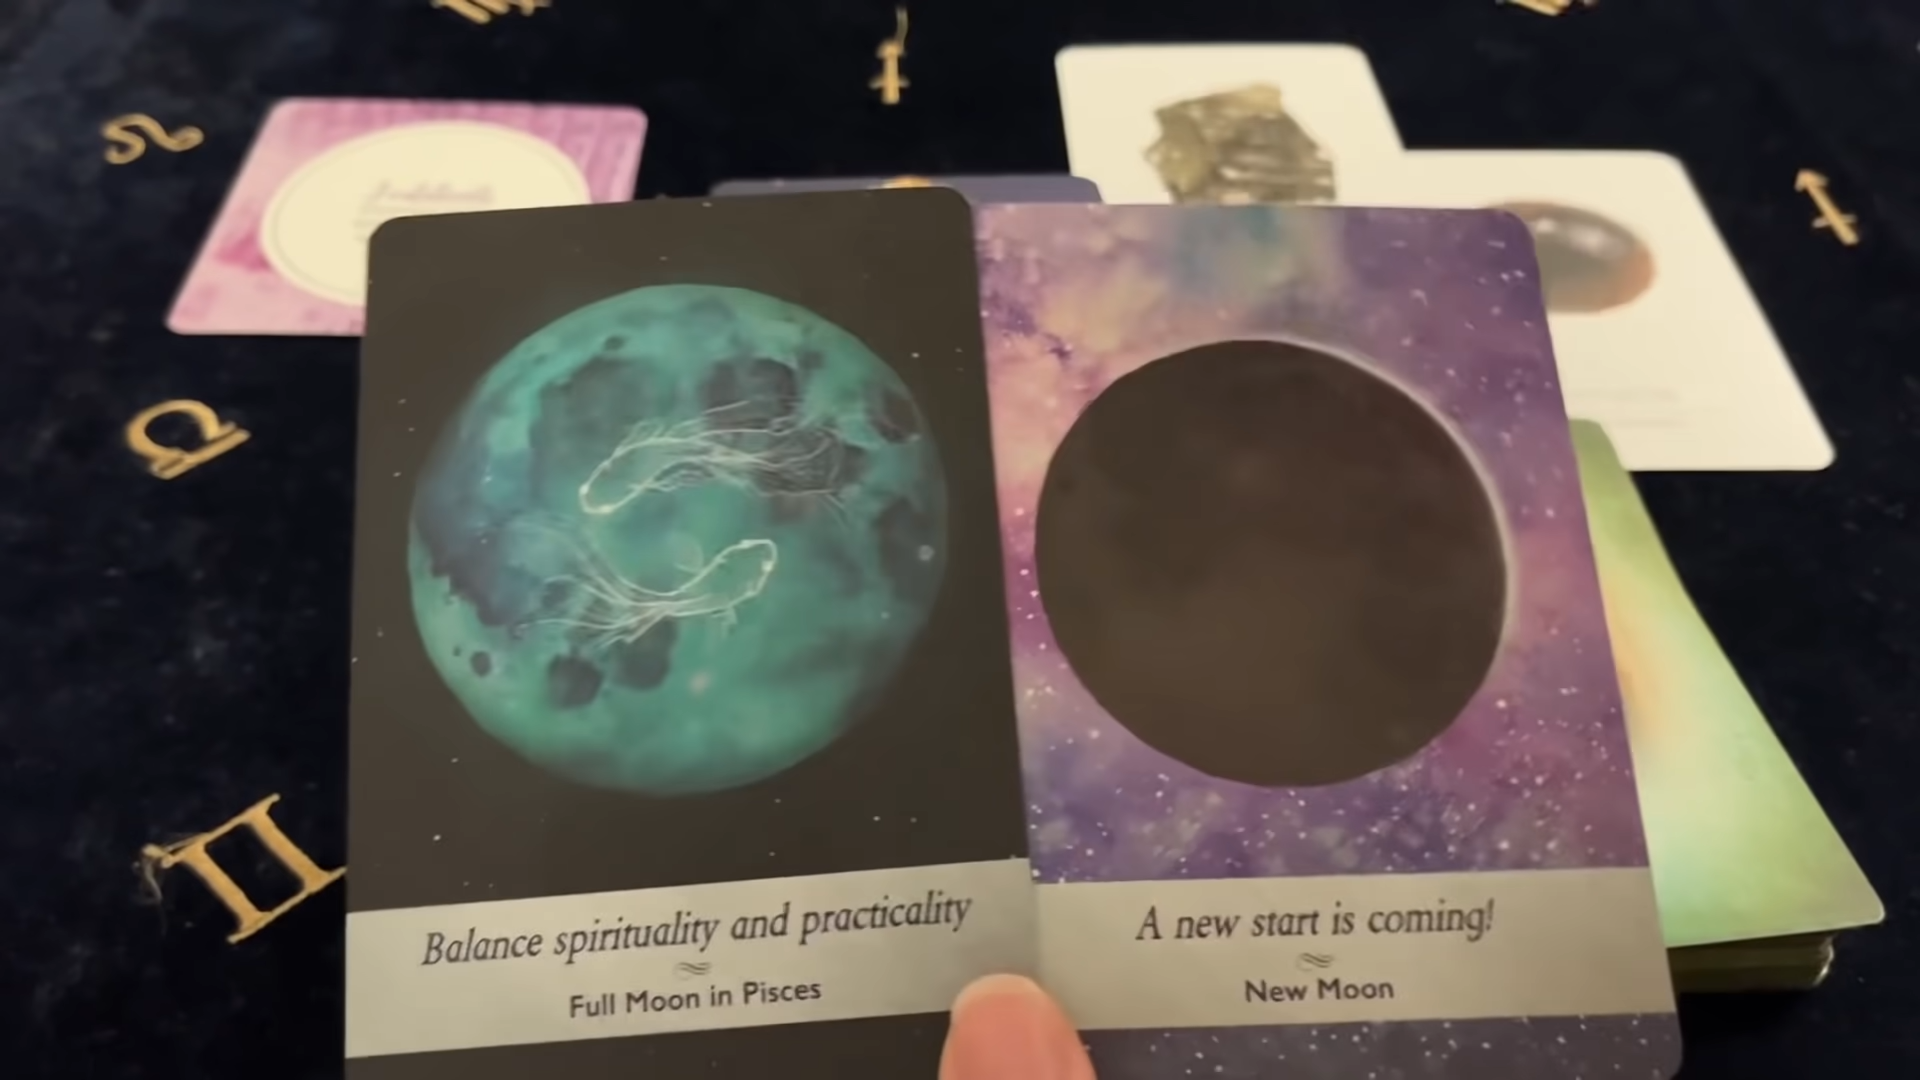 Balance spirituality and practicality
Full Moon in Pisces
A new start is coming!
New Moon